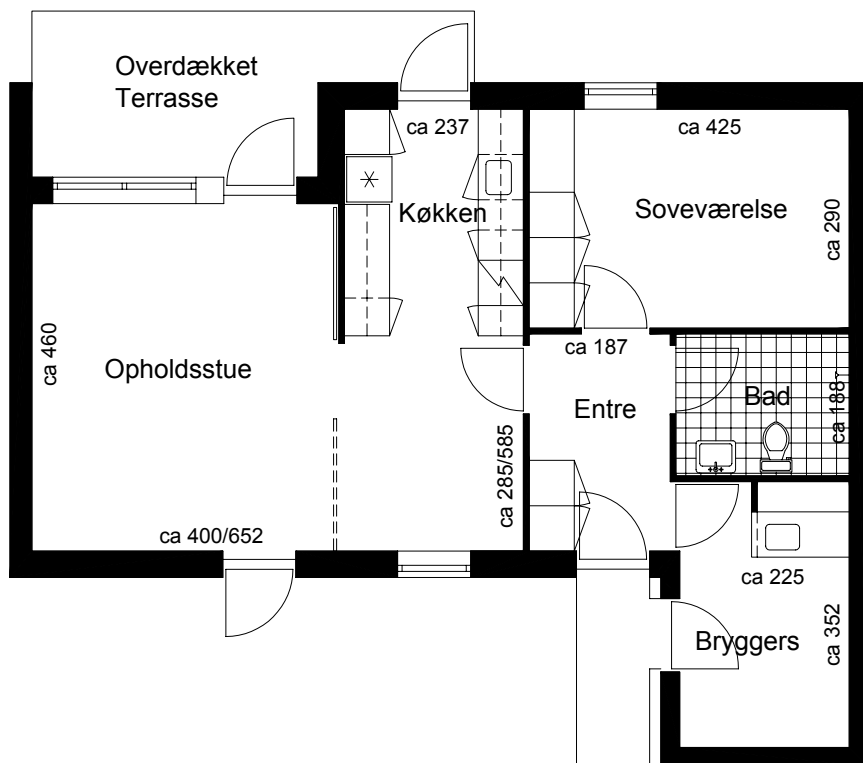 Overdækket
Terrasse
ca 237
ca 425
Køkken
Soveværelse
ca 290
ca 460
Opholdsstue
ca 187
Entre
Bad
ca 188
ca 285/585
ca 400/652
ca 225
Bryggers
ca 352